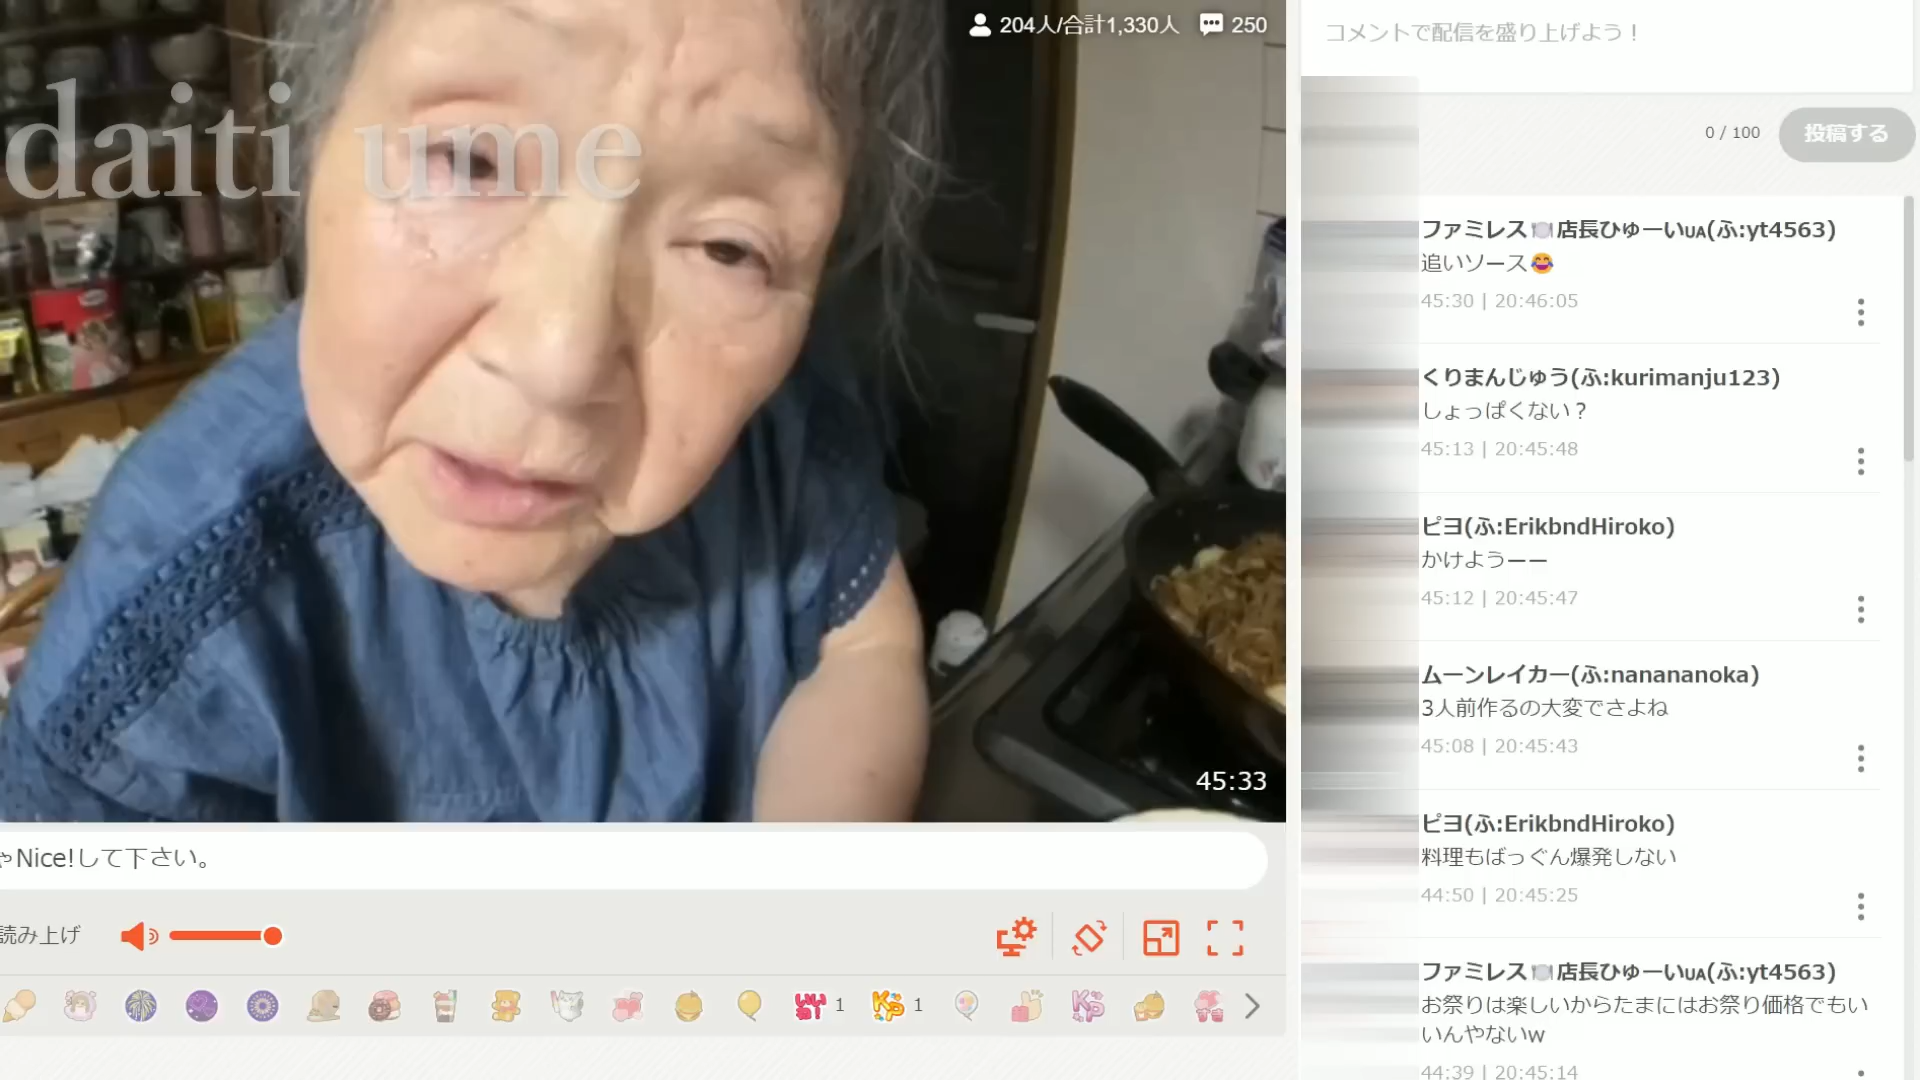 204人/合計1,330人 250
daiti ume
45:33
ゃNice!して下さい。
読み上げ
1
1
コメントで配信を盛り上げよう！
0 / 100
投稿する
ファミレス🍽店長ひゅーいUA(ふ:yt4563)
追いソース😂
45:30 | 20:46:05
くりまんじゅう(ふ:kurimanju123)
しょっぱくない？
45:13 | 20:45:48
ピヨ(ふ:ErikbndHiroko)
かけようーー
45:12 | 20:45:47
ムーンレイカー(ふ:nanananoka)
3人前作るの大変でさよね
45:08 | 20:45:43
ピヨ(ふ:ErikbndHiroko)
料理もばっぐん爆発しない
44:50 | 20:45:25
ファミレス🍽店長ひゅーいUA(ふ:yt4563)
お祭りは楽しいからたまにはお祭り価格でもい
いんやないw
44:39 | 20:45:14